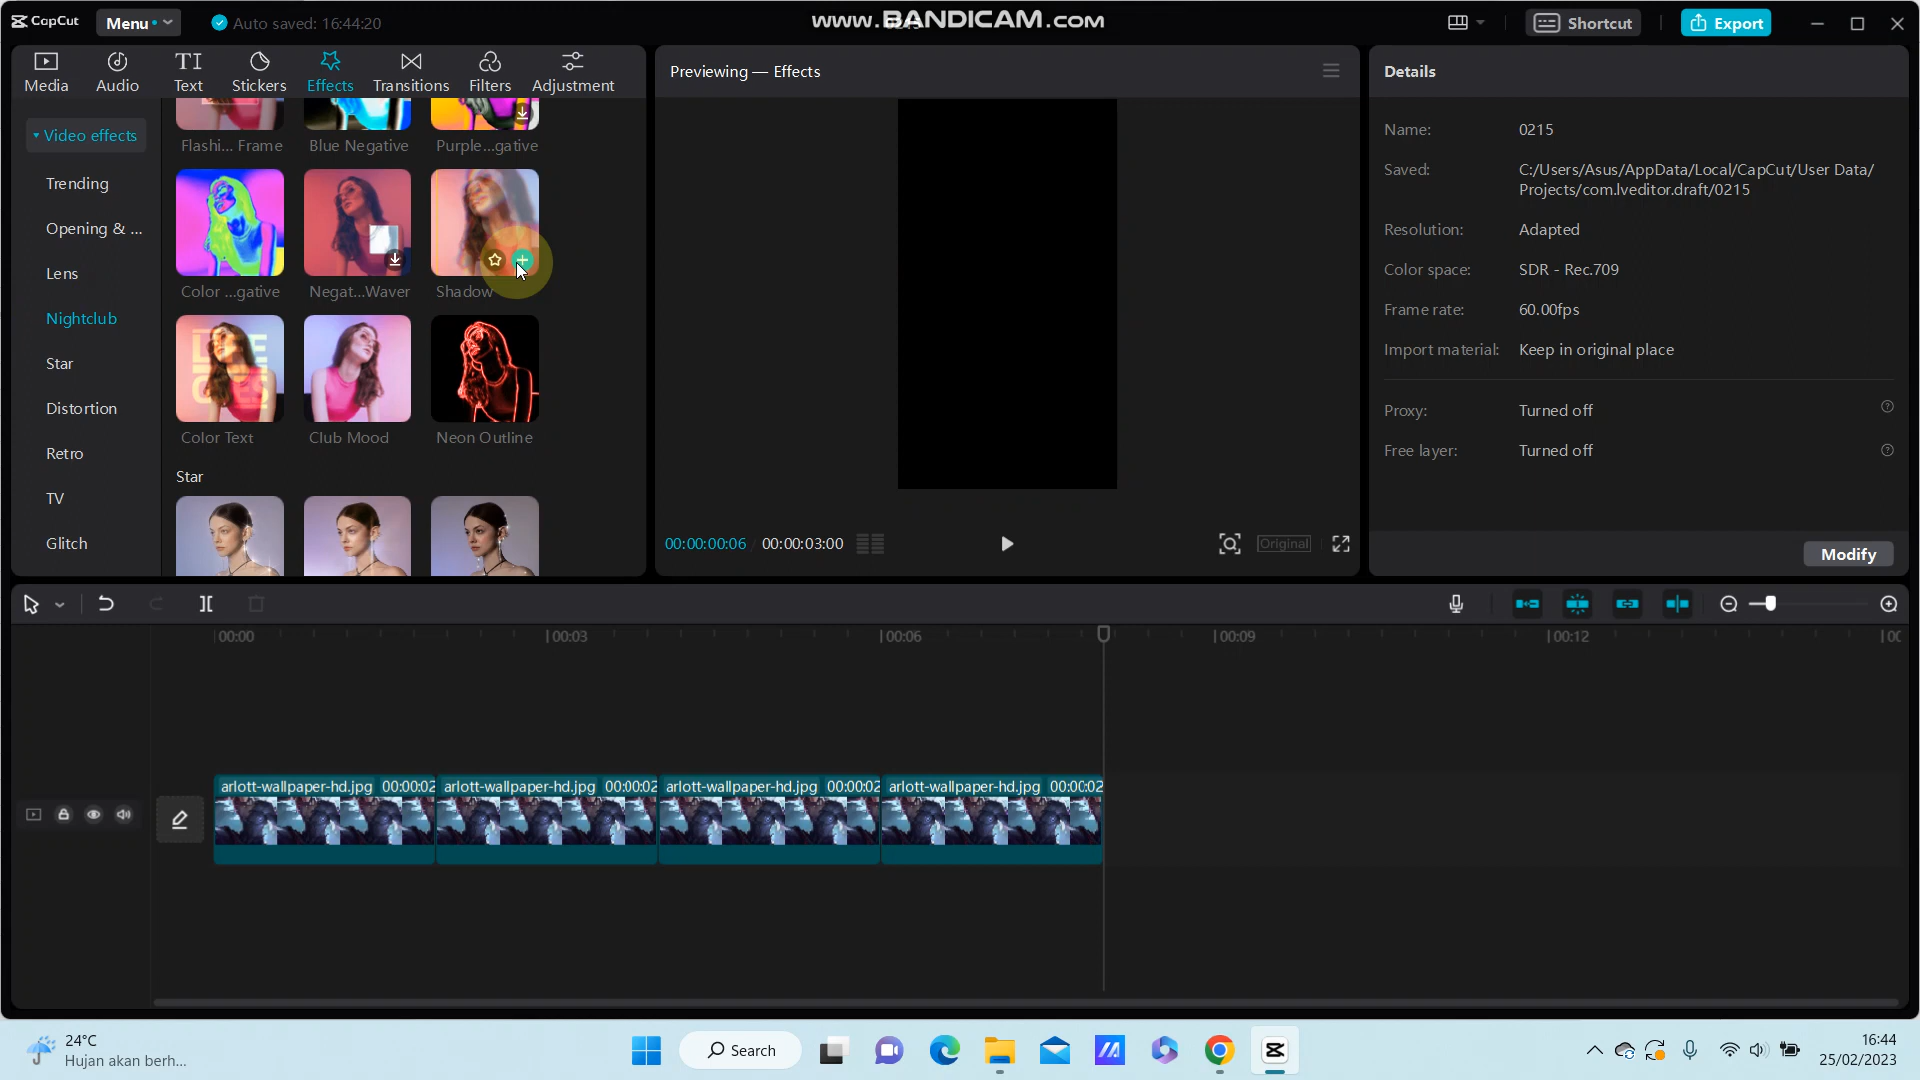 CapCut
Menu
Auto saved: 16:44:20
www.BANDICAM.com
Shortcut
Export
Media
Audio
Text
Stickers
Effects
Transitions
Filters
Adjustment
Previewing — Effects
Details
Video effects
Trending
Opening & ...
Lens
Nightclub
Star
Distortion
Retro
TV
Glitch
Flashi... Frame
Blue Negative
Purple...gative
Color ...gative
Negat...Waver
Shadow
Color Text
Club Mood
Neon Outline
Star
00:00:00:06 / 00:00:03:00
Original
Name: 0215
Saved: C:/Users/Asus/AppData/Local/CapCut/User Data/
Projects/com.lveditor.draft/0215
Resolution: Adapted
Color space: SDR - Rec.709
Frame rate: 60.00fps
Import material: Keep in original place
Proxy: Turned off
Free layer: Turned off
Modify
00:00
00:03
00:06
00:09
00:12
arlott-wallpaper-hd.jpg 00:00:02
arlott-wallpaper-hd.jpg 00:00:02
arlott-wallpaper-hd.jpg 00:00:02
arlott-wallpaper-hd.jpg 00:00:02
24°C
Hujan akan berh...
Search
16:44
25/02/2023